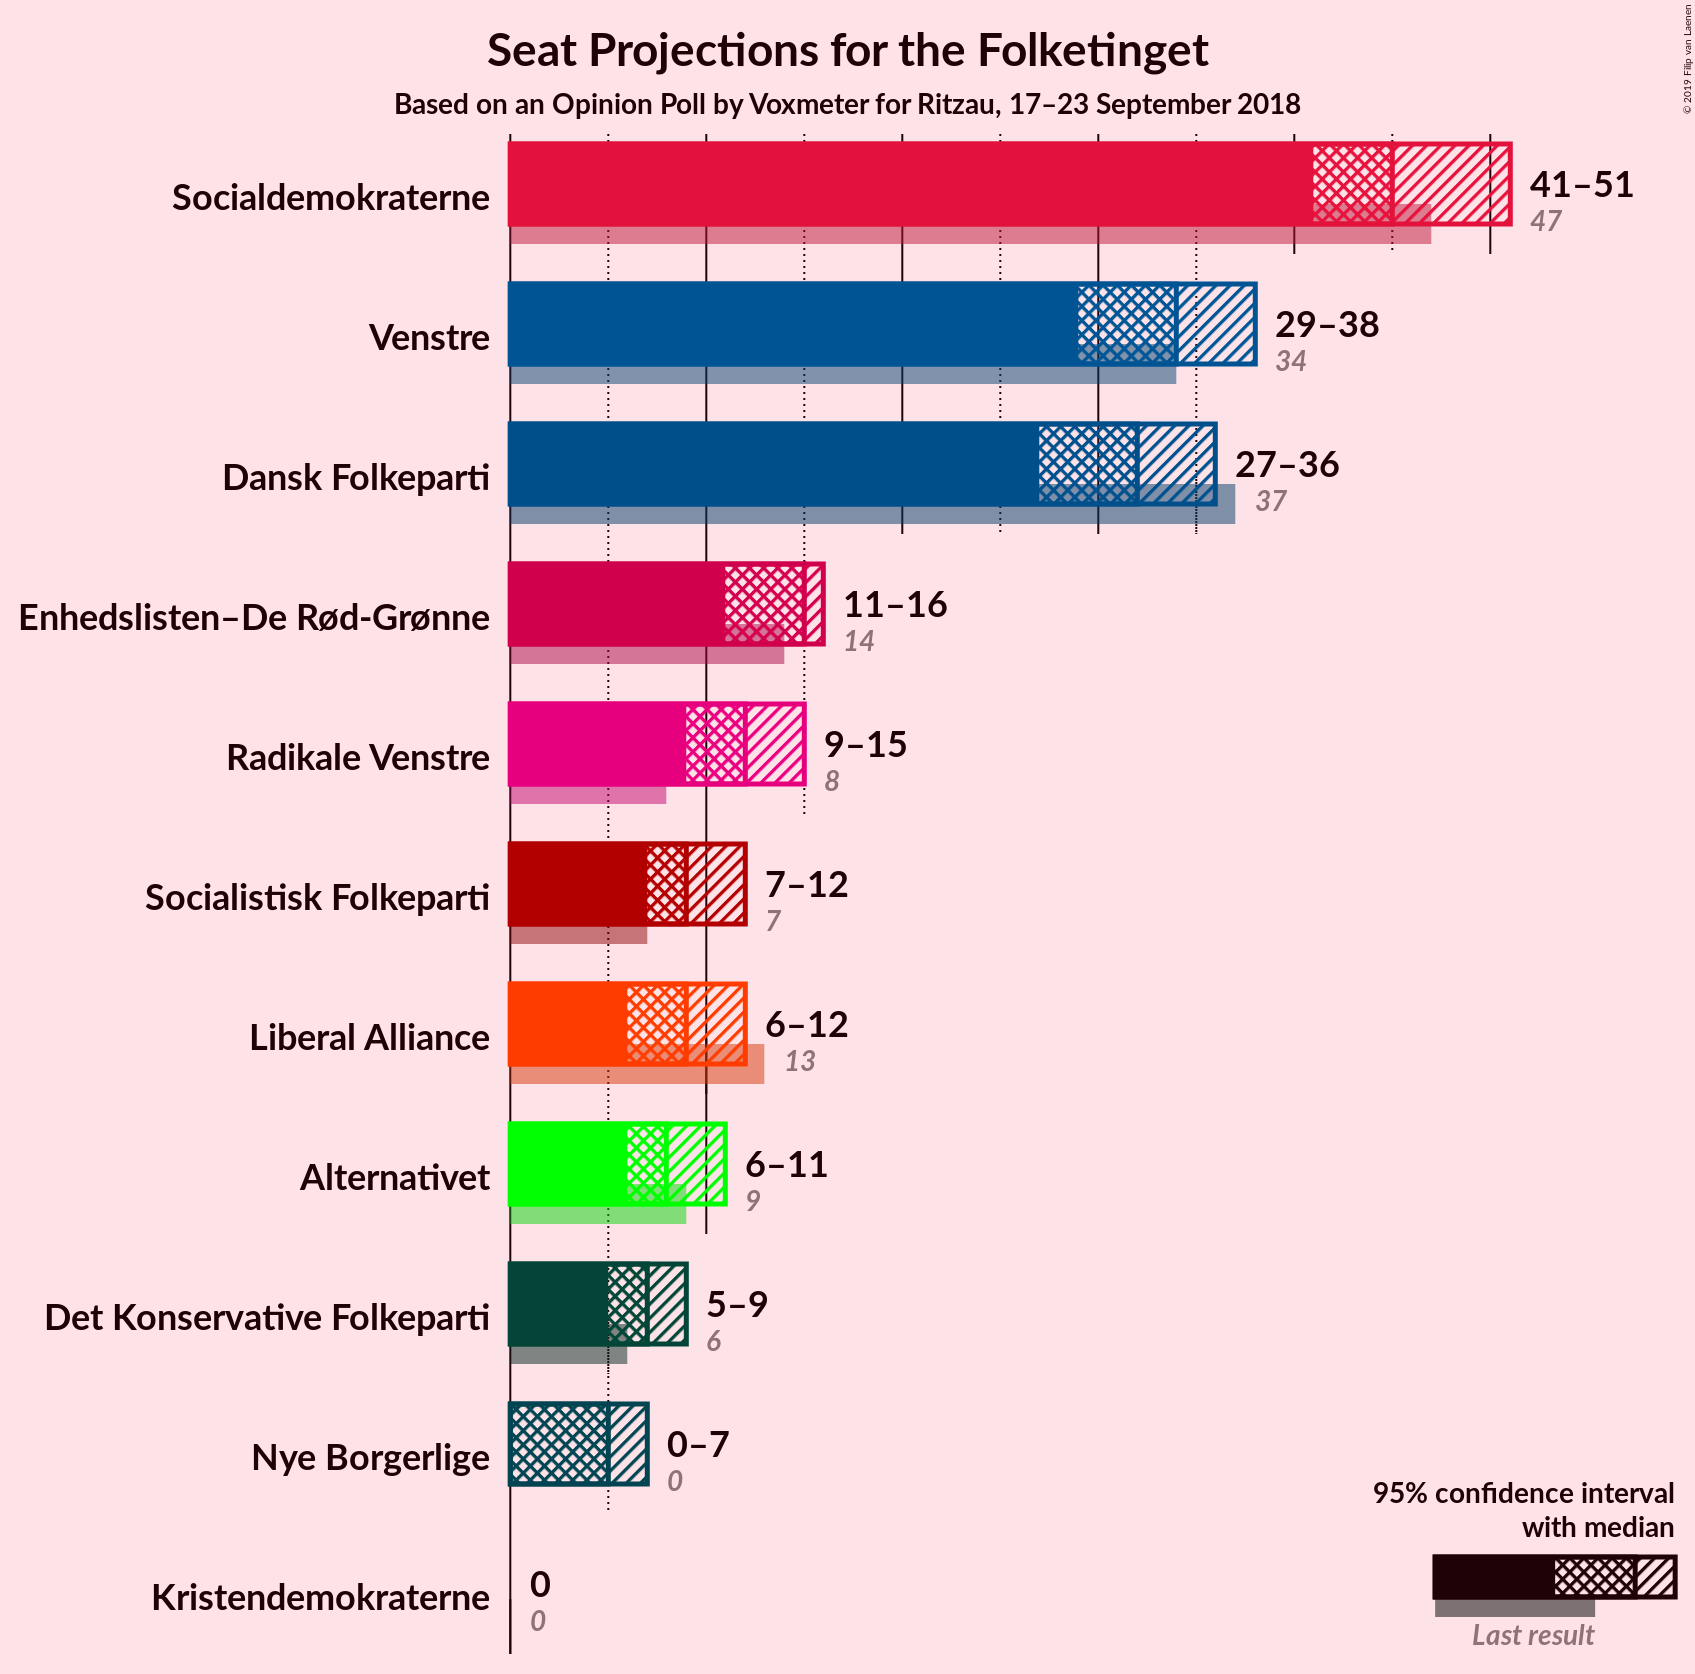 Seat Projections for the Folketinget
Based on an Opinion Poll by Voxmeter for Ritzau, 17–23 September 2018
© 2019 Filip van Laenen
Socialdemokraterne
41–51
47
Venstre
29–38
34
Dansk Folkeparti
27–36
37
Enhedslisten–De Rød-Grønne
11–16
14
Radikale Venstre
9–15
8
Socialistisk Folkeparti
7–12
7
Liberal Alliance
6–12
13
Alternativet
6–11
9
Det Konservative Folkeparti
5–9
6
Nye Borgerlige
0–7
0
Kristendemokraterne
0
0
95% confidence interval
with median
Last result